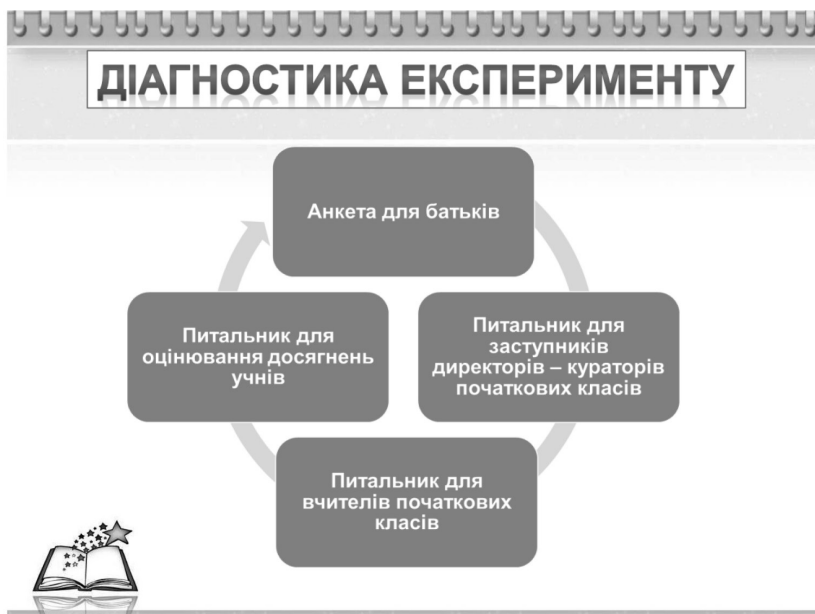 ДІАГНОСТИКА ЕКСПЕРИМЕНТУ
Анкета для батьків
Питальник для
заступників
директорів – кураторів
початкових класів
Питальник для
вчителів початкових
класів
Питальник для
оцінювання досягнень
учнів